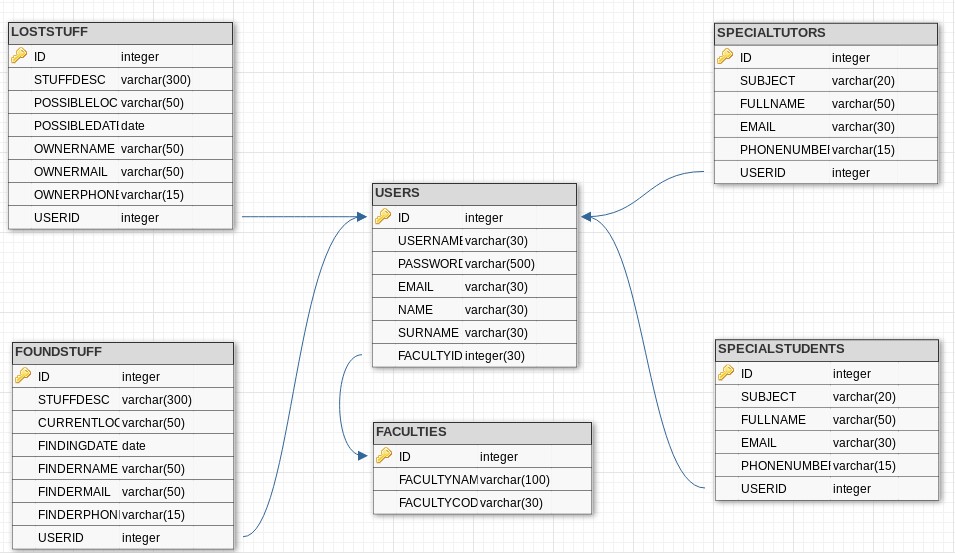 LOSTSTUFF
ID integer
STUFFDESC varchar(300)
POSSIBLELOC varchar(50)
POSSIBLEDATI date
OWNERNAME varchar(50)
OWNERMAIL varchar(50)
OWNERPHONE varchar(15)
USERID integer
FOUNDSTUFF
ID integer
STUFFDESC varchar(300)
CURRENTLOC varchar(50)
FINDINGDATE date
FINDERNAME varchar(50)
FINDERMAIL varchar(50)
FINDERPHONI varchar(15)
USERID integer
USERS
ID integer
USERNAME varchar(30)
PASSWORD varchar(500)
EMAIL varchar(30)
NAME varchar(30)
SURNAME varchar(30)
FACULTYID integer(30)
FACULTIES
ID integer
FACULTYNAM varchar(100)
FACULTYCOD varchar(30)
SPECIALTUTORS
ID integer
SUBJECT varchar(20)
FULLNAME varchar(50)
EMAIL varchar(30)
PHONENUMBEI varchar(15)
USERID integer
SPECIALSTUDENTS
ID integer
SUBJECT varchar(20)
FULLNAME varchar(50)
EMAIL varchar(30)
PHONENUMBEI varchar(15)
USERID integer